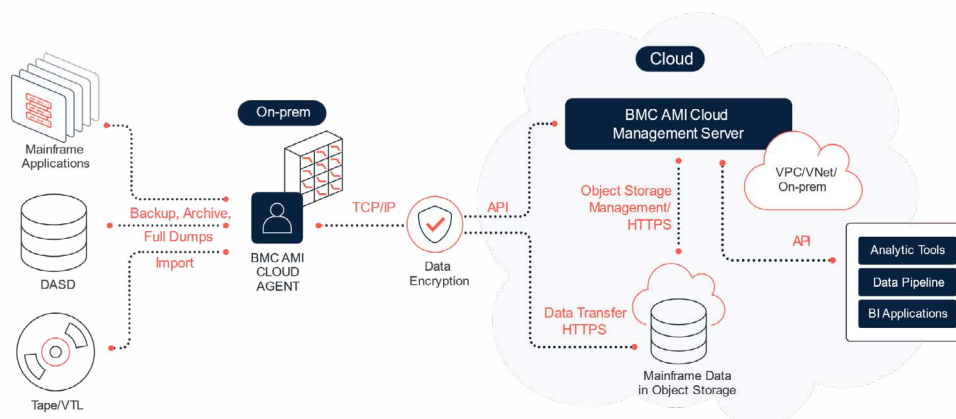 Cloud
On-prem
BMC AMI Cloud
Management Server
Mainframe
Applications
VPC/VNet/
On-prem
Object Storage
Management/
HTTPS
TCP/IP
API
Backup, Archive,
Full Dumps
Import
API
Analytic Tools
Data Pipeline
BI Applications
DASD
BMC AMI
CLOUD
AGENT
Data
Encryption
Data Transfer
HTTPS
Mainframe Data
in Object Storage
Tape/VTL